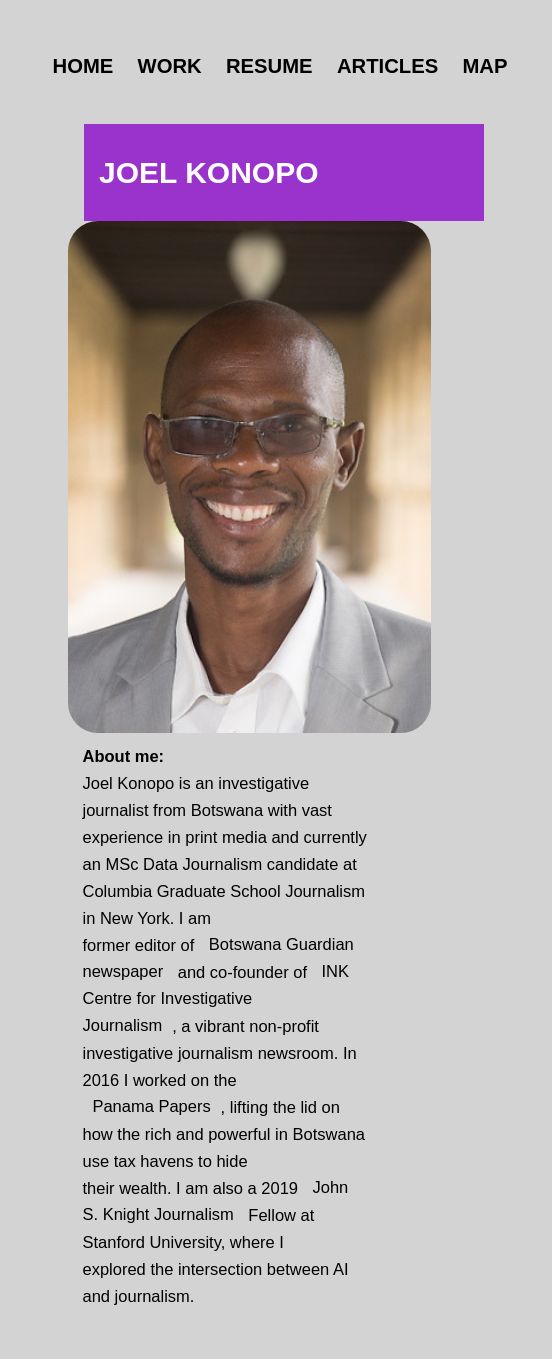 HOME WORK RESUME ARTICLES MAP
JOEL KONOPO
About me:
Joel Konopo is an investigative
journalist from Botswana with vast
experience in print media and currently
an MSc Data Journalism candidate at
Columbia Graduate School Journalism
in New York. I am
former editor of Botswana Guardian
newspaper and co-founder of INK
Centre for Investigative
Journalism , a vibrant non-profit
investigative journalism newsroom. In
2016 I worked on the
Panama Papers , lifting the lid on
how the rich and powerful in Botswana
use tax havens to hide
their wealth. I am also a 2019 John
S. Knight Journalism Fellow at
Stanford University, where I
explored the intersection between AI
and journalism.